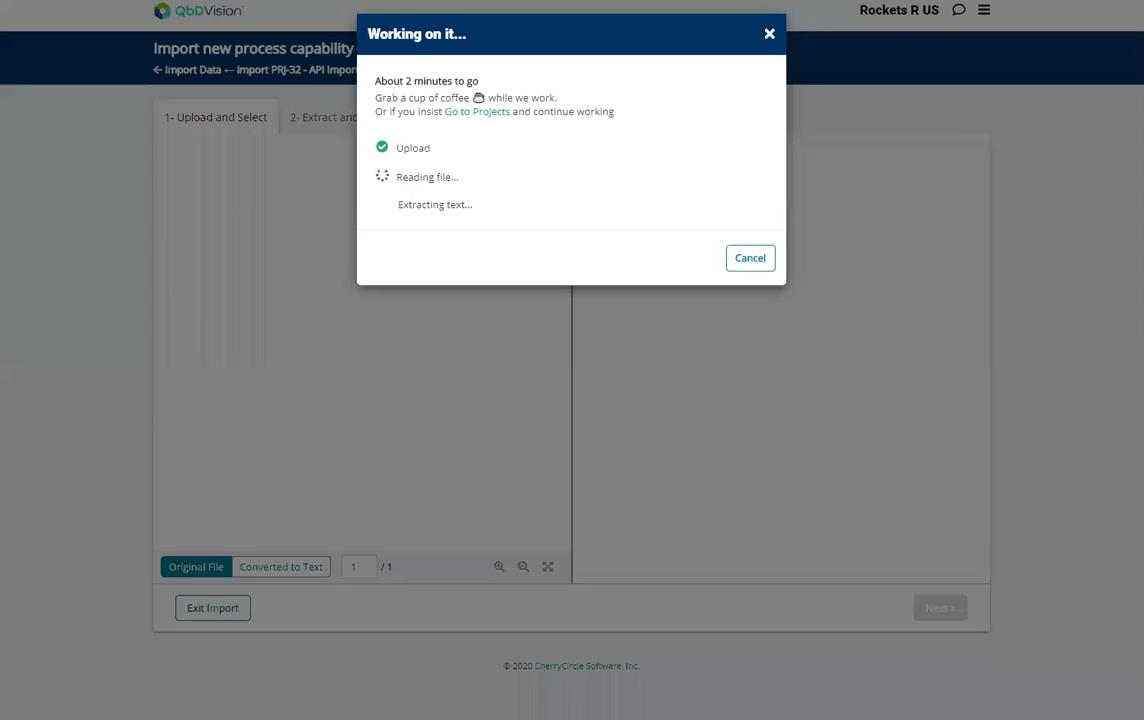 QbDVision
Rockets R US
Working on it...
Import new process capability
← Import Data ← Import PRJ-32 - API Import
About 2 minutes to go
Grab a cup of coffee while we work.
Or if you insist Go to Projects and continue working
1- Upload and Select
2- Extract and
Upload
Reading file...
Extracting text...
Cancel
Original File
Converted to Text
1 / 1
Exit Import
Next »
© 2020 CherryCircle Software, Inc.